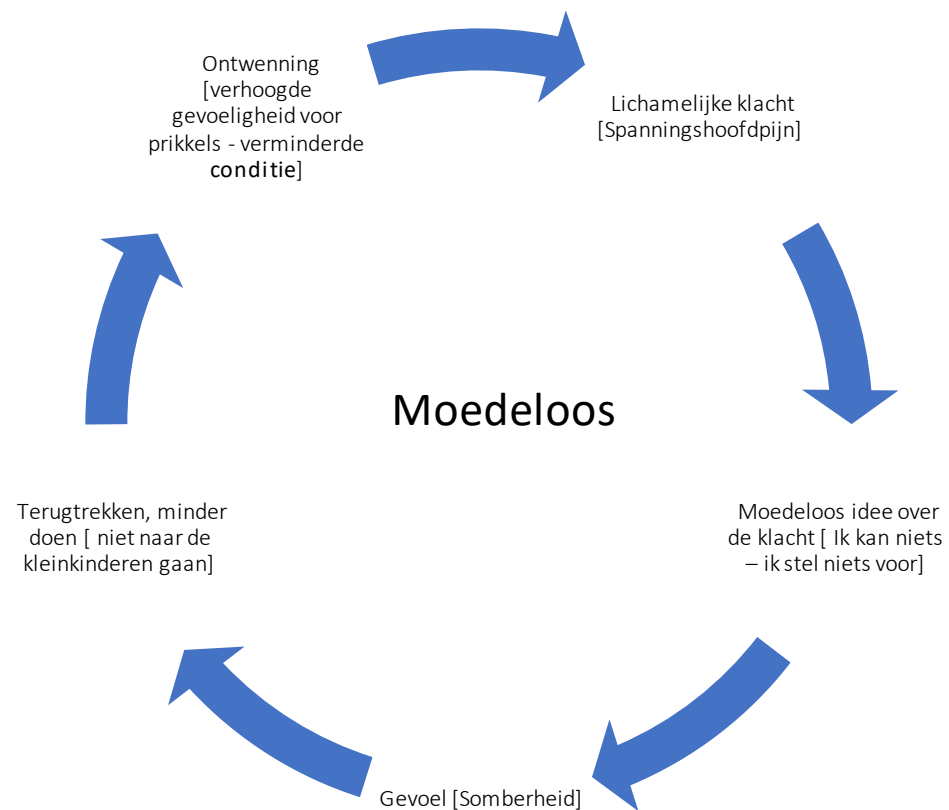 Ontwenning
[verhoogde
gevoeligheid voor
prikkels - verminderde
conditie]
Lichamelijke klacht
[Spanningshoofdpijn]
Moedeloos
Moedeloos idee over
de klacht [ Ik kan niets
– ik stel niets voor]
Gevoel [Somberheid]
Terugtrekken, minder
doen [ niet naar de
kleinkinderen gaan]